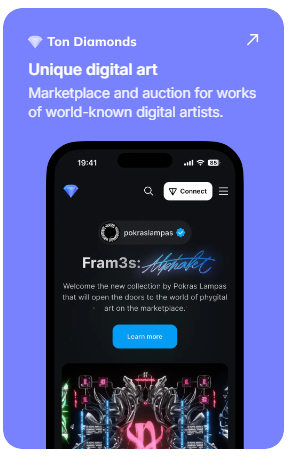 Ton Diamonds
Unique digital art
Marketplace and auction for works
of world-known digital artists.
19:41
85
Connect
pokraslampas
Fram3s: Alphabet
Welcome the new collection by Pokras Lampas
that will open the doors to the world of phygital
art on the marketplace.
Learn more